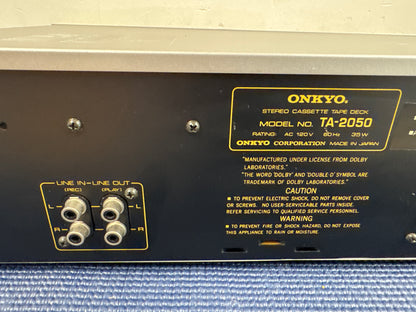 ONKYO.
STEREO CASSETTE TAPE DECK
MODEL NO. TA-2050
RATING: AC 120V 60Hz 35W
ONKYO CORPORATION MADE IN JAPAN
"MANUFACTURED UNDER LICENSE FROM DOLBY
LABORATORIES."
"THE WORD 'DOLBY' AND 'DOUBLE D' SYMBOL ARE
TRADEMARK OF DOLBY LABORATORIES."
CAUTION
■ TO PREVENT ELECTRIC SHOCK, DO NOT REMOVE COVER
OR SCREWS. NO USER-SERVICEABLE PARTS INSIDE.
REFER SERVICING TO QUALIFIED SERVICE PERSONNEL.
WARNING
■ TO PREVENT FIRE OR SHOCK HAZARD, DO NOT EXPOSE
THIS APPLIANCE TO RAIN OR MOISTURE.
LINE IN LINE OUT
(REC) (PLAY)
L L
R R